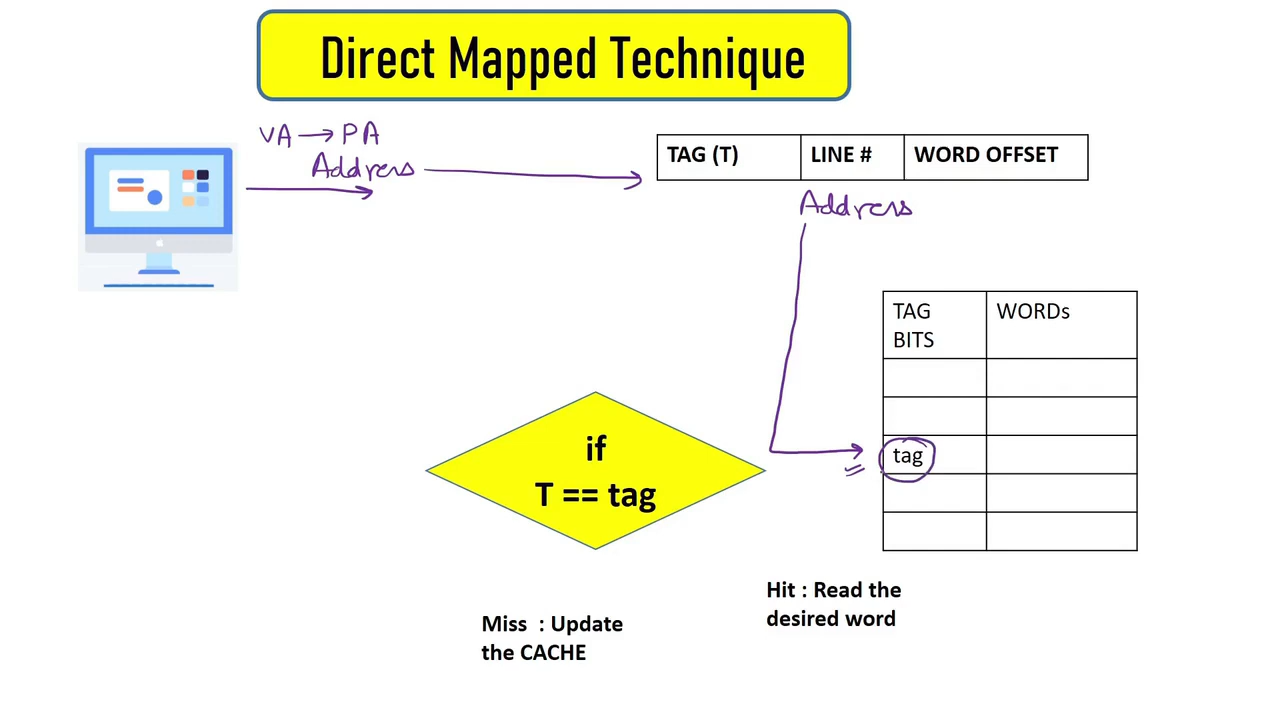 Direct Mapped Technique
VA → PA
Address
TAG (T) LINE # WORD OFFSET
Address
TAG BITS WORDs
tag
if
T == tag
Hit : Read the
desired word
Miss : Update
the CACHE